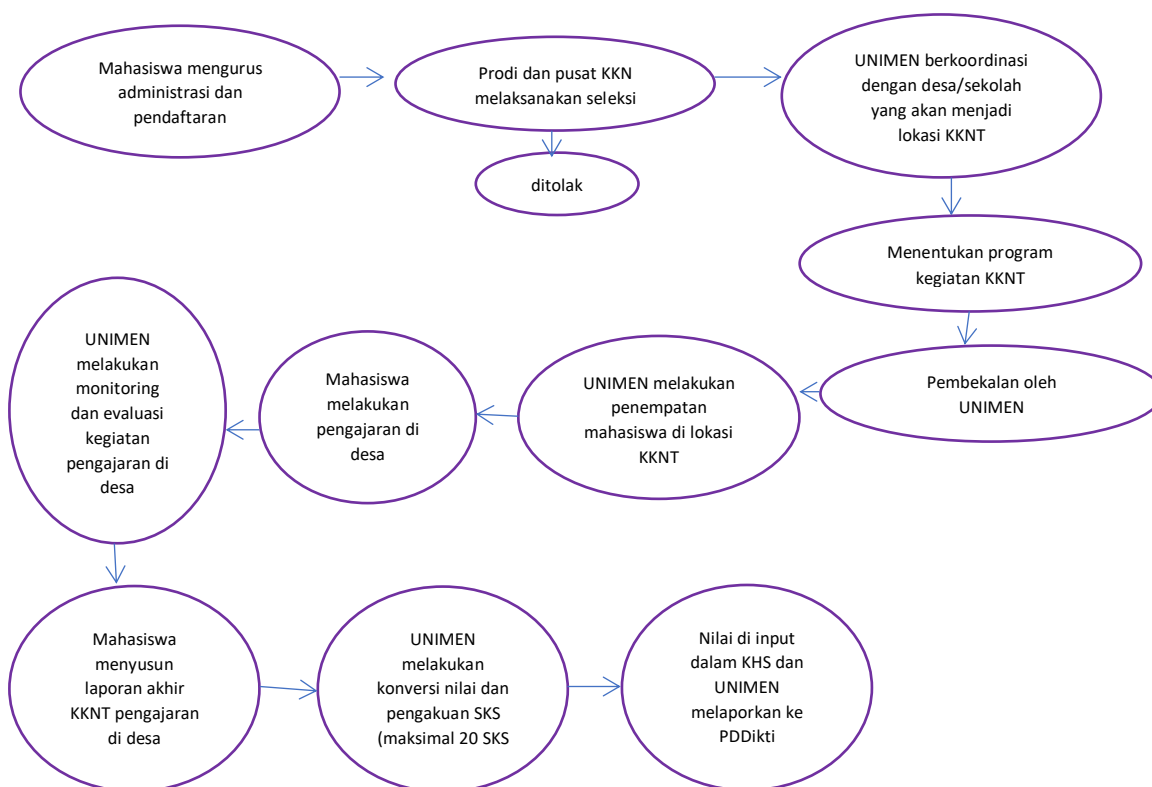 Mahasiswa mengurus
administrasi dan
pendaftaran
Prodi dan pusat KKN
melaksanakan seleksi
UNIMEN berkoordinasi
dengan desa/sekolah
yang akan menjadi
lokasi KKNT
ditolak
Menentukan program
kegiatan KKNT
Pembekalan oleh
UNIMEN
UNIMEN melakukan
penempatan
mahasiswa di lokasi
KKNT
Mahasiswa
melakukan
pengajaran di
desa
UNIMEN
melakukan
monitoring
dan evaluasi
kegiatan
pengajaran di
desa
Mahasiswa
menyusun
laporan akhir
KKNT pengajaran
di desa
UNIMEN
melakukan
konversi nilai dan
pengakuan SKS
(maksimal 20 SKS
Nilai di input
dalam KHS dan
UNIMEN
melaporkan ke
PDDikti